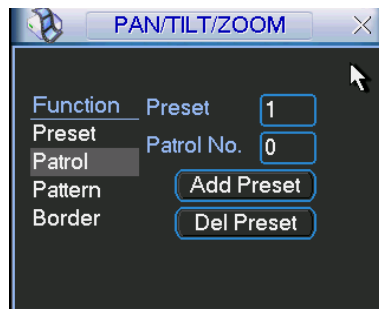 PAN/TILT/ZOOM
Function
Preset
Patrol
Pattern
Border
Preset 1
Patrol No. 0
Add Preset
Del Preset